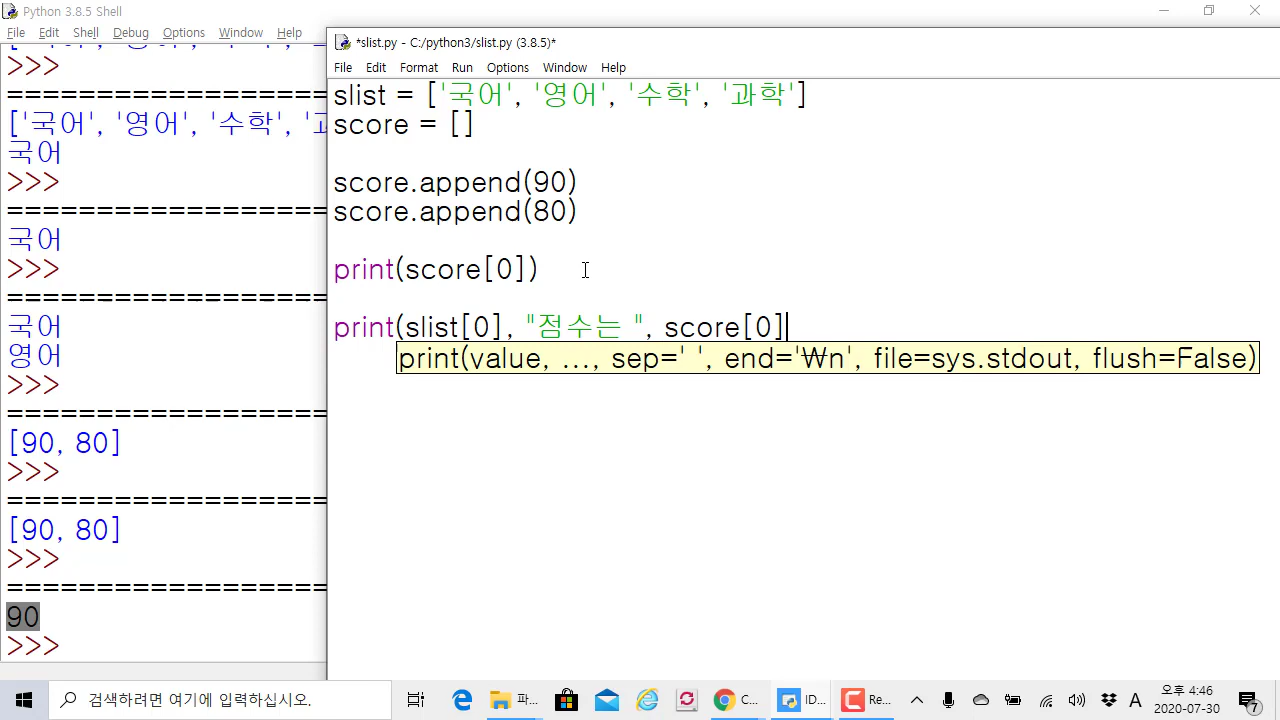 Python 3.8.5 Shell
File Edit Shell Debug Options Window Help
>>>
======================
['국어', '영어', '수학', '과
국어
>>>
======================
국어
>>>
======================
국어
영어
>>>
======================
[90, 80]
>>>
======================
[90, 80]
>>>
======================
90
>>>
*slist.py - C:/python3/slist.py (3.8.5)*
File Edit Format Run Options Window Help
slist = ['국어', '영어', '수학', '과학']
score = []
score.append(90)
score.append(80)
print(score[0])
print(slist[0], "점수는 ", score[0]
print(value, ..., sep=' ', end='₩n', file=sys.stdout, flush=False)
검색하려면 여기에 입력하십시오.
파...
C...
ID...
Re...
A
오후 4:46
2020-07-30
7